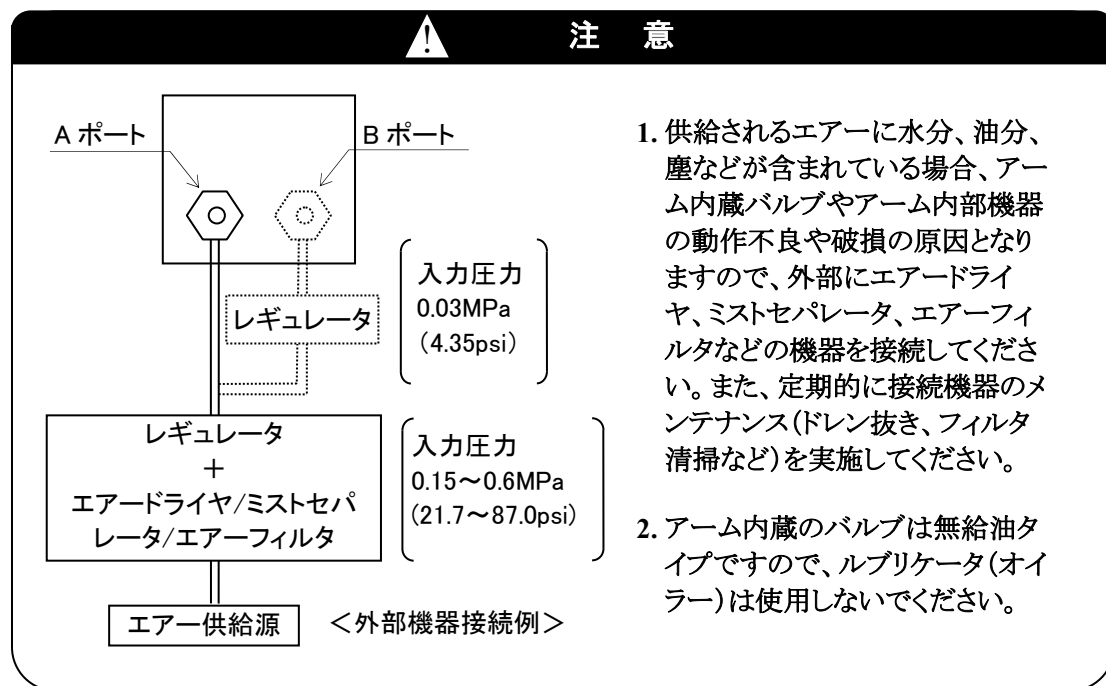 注 意
A ポート
B ポート
レギュレータ
入力圧力
0.03MPa
(4.35psi)
レギュレータ
+
エアードライヤ/ミストセパ
レータ/エアーフィルタ
入力圧力
0.15～0.6MPa
(21.7～87.0psi)
エアー供給源
＜外部機器接続例＞
1. 供給されるエアーに水分、油分、
塵などが含まれている場合、アー
ム内蔵バルブやアーム内部機器
の動作不良や破損の原因となり
ますので、外部にエアードライ
ヤ、ミストセパレータ、エアーフィ
ルタなどの機器を接続してくださ
い。また、定期的に接続機器のメ
ンテナンス(ドレン抜き、フィルタ
清掃など)を実施してください。
2. アーム内蔵のバルブは無給油タ
イプですので、ルブリケータ(オイ
ラー)は使用しないでください。